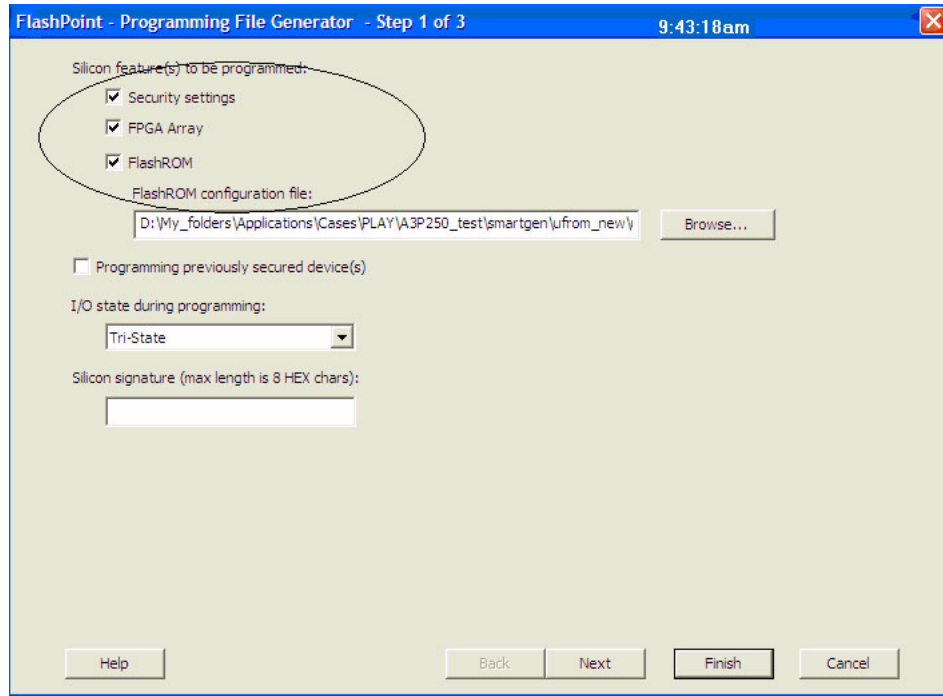 FlashPoint - Programming File Generator - Step 1 of 3 9:43:18am
Silicon feature(s) to be programmed:
Security settings
FPGA Array
FlashROM
FlashROM configuration file:
D:\My_folders\Applications\Cases\PLAY\A3P250_test\smartgen\ufrom_new\ Browse...
Programming previously secured device(s)
I/O state during programming:
Tri-State
Silicon signature (max length is 8 HEX chars):
Help Back Next Finish Cancel